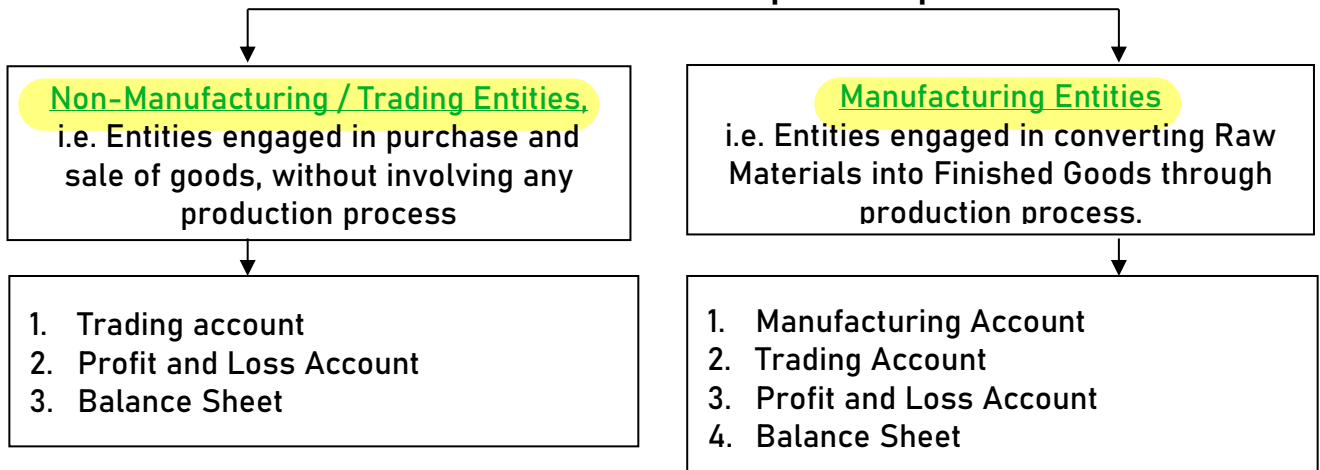 Non-Manufacturing / Trading Entities,
i.e. Entities engaged in purchase and
sale of goods, without involving any
production process
Manufacturing Entities
i.e. Entities engaged in converting Raw
Materials into Finished Goods through
production process.
1. Trading account
2. Profit and Loss Account
3. Balance Sheet
1. Manufacturing Account
2. Trading Account
3. Profit and Loss Account
4. Balance Sheet